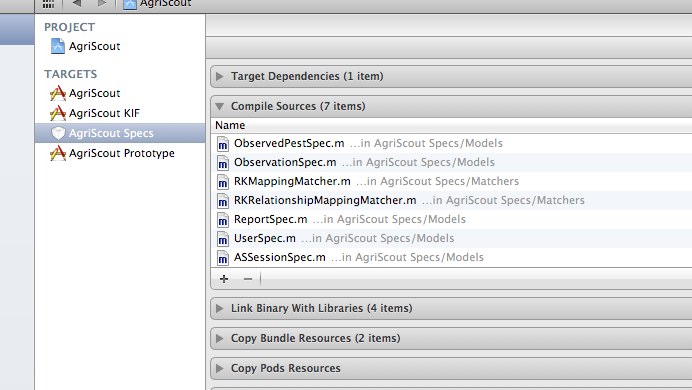 AgriScout
PROJECT
AgriScout
TARGETS
AgriScout
AgriScout KIF
AgriScout Specs
AgriScout Prototype
Target Dependencies (1 item)
Compile Sources (7 items)
Name
ObservedPestSpec.m ...in AgriScout Specs/Models
ObservationSpec.m ...in AgriScout Specs/Models
RKMappingMatcher.m ...in AgriScout Specs/Matchers
RKRelationshipMappingMatcher.m ...in AgriScout Specs/Matchers
ReportSpec.m ...in AgriScout Specs/Models
UserSpec.m ...in AgriScout Specs/Models
ASSessionSpec.m ...in AgriScout Specs/Models
Link Binary With Libraries (4 items)
Copy Bundle Resources (2 items)
Copy Pods Resources